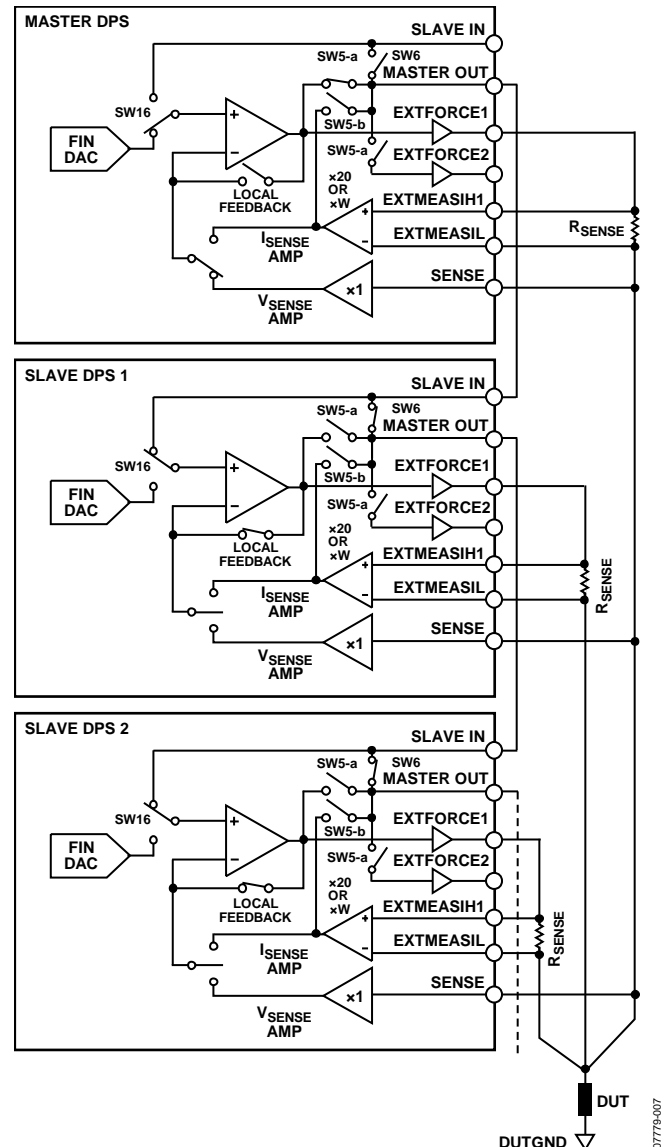 MASTER DPS
SLAVE IN
SW5-a
SW6
MASTER OUT
SW16
EXTFORCE1
FIN
DAC
SW5-b
SW5-a
EXTFORCE2
LOCAL
FEEDBACK
×20
OR
×W
EXTMEASIH1
RSENSE
ISENSE
AMP
EXTMEASIL
SENSE
×1
VSENSE
AMP
SLAVE DPS 1
SLAVE IN
SW5-a
SW6
MASTER OUT
SW16
EXTFORCE1
FIN
DAC
SW5-b
SW5-a
EXTFORCE2
LOCAL
FEEDBACK
×20
OR
×W
EXTMEASIH1
RSENSE
ISENSE
AMP
EXTMEASIL
SENSE
×1
VSENSE
AMP
SLAVE DPS 2
SLAVE IN
SW5-a
SW6
MASTER OUT
SW16
EXTFORCE1
FIN
DAC
SW5-b
SW5-a
EXTFORCE2
LOCAL
FEEDBACK
×20
OR
×W
EXTMEASIH1
RSENSE
ISENSE
AMP
EXTMEASIL
SENSE
×1
VSENSE
AMP
DUT
DUTGND
07779-007